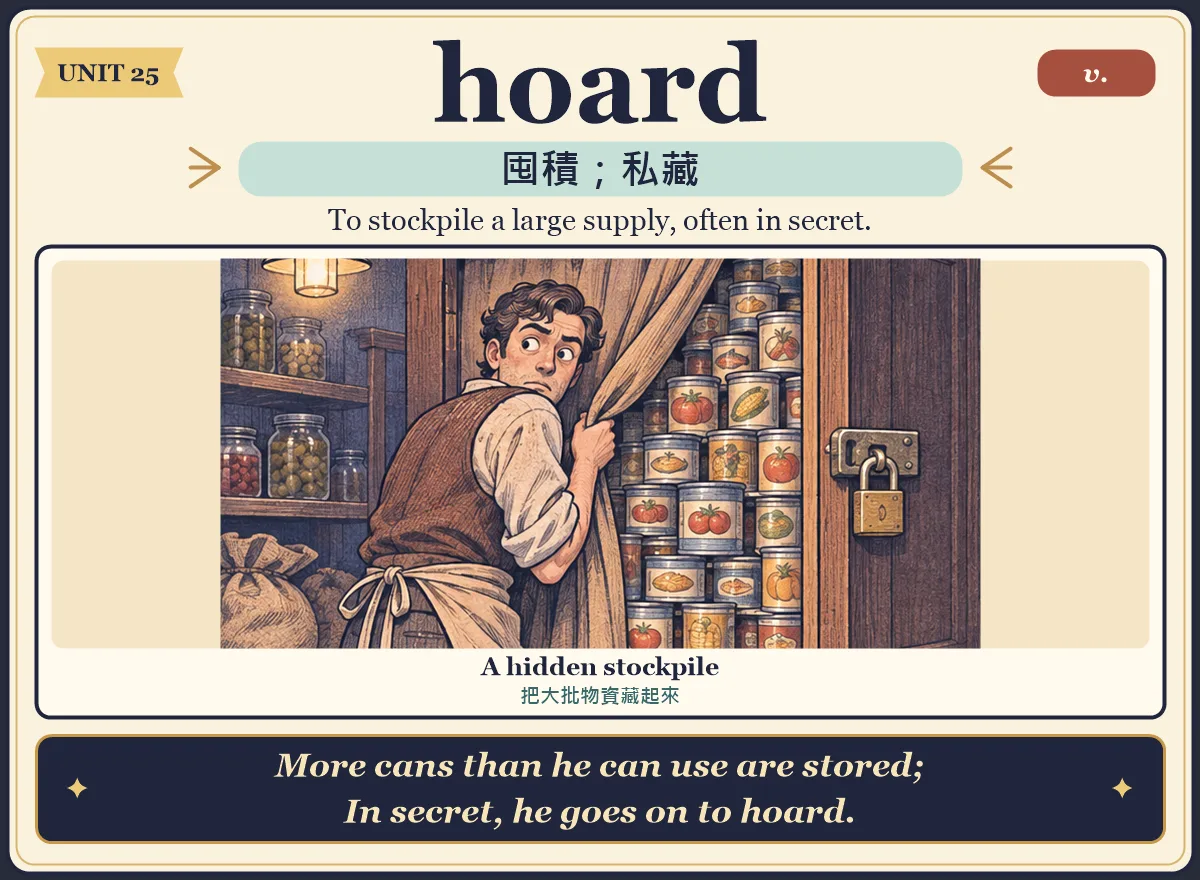 UNIT 25
hoard
v.
囤積；私藏
To stockpile a large supply, often in secret.
A hidden stockpile
把大批物資藏起來
More cans than he can use are stored;
In secret, he goes on to hoard.